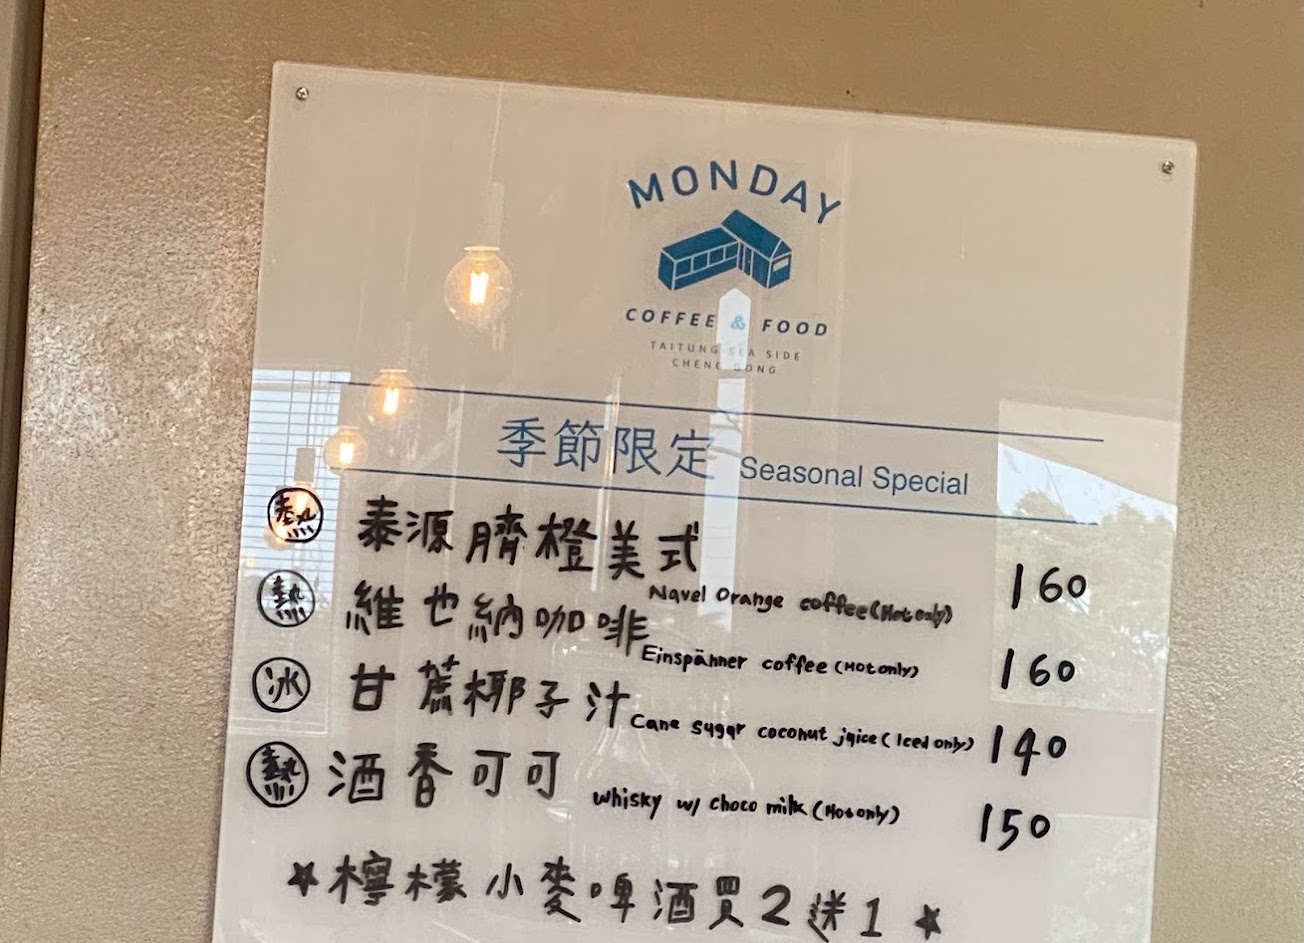 MONDAY
COFFEE & FOOD
TAITUNG SEA SIDE
CHENG GONG
季節限定 Seasonal Special
熱 泰源臍橙美式 Navel Orange coffee (Hot only) 160
熱 維也納咖啡 Einspänner coffee (Hot only) 160
冰 甘蔗椰子汁 Cane sugar coconut juice (Iced only) 140
熱 酒香可可 whisky w/ choco milk (Hot only) 150
★檸檬小麥啤酒買2送1★